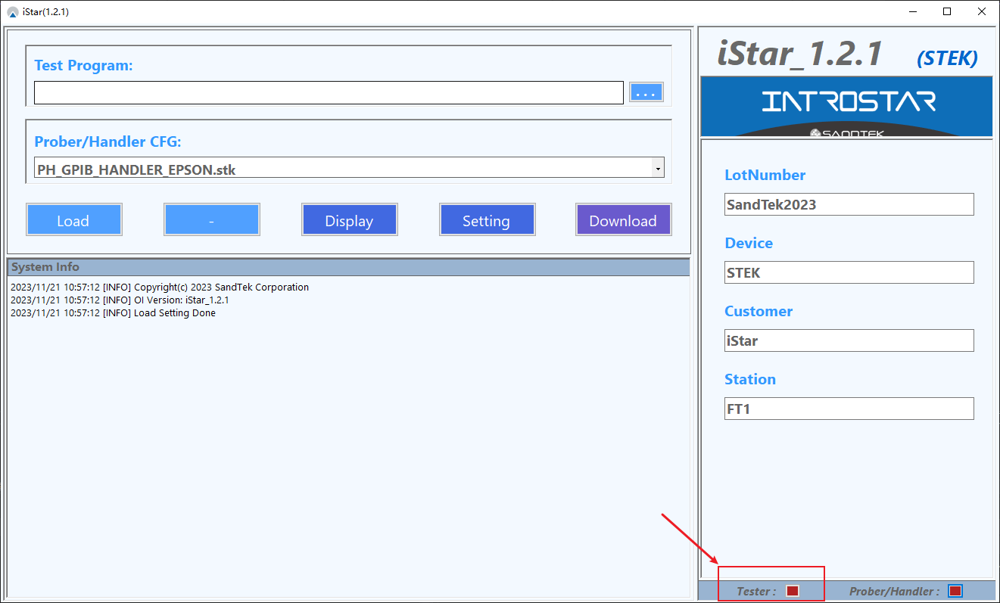 iStar(1.2.1)
Test Program:
...
Prober/Handler CFG:
PH_GPIB_HANDLER_EPSON.stk
Load
-
Display
Setting
Download
System Info
2023/11/21 10:57:12 [INFO] Copyright(c) 2023 SandTek Corporation
2023/11/21 10:57:12 [INFO] OI Version: iStar_1.2.1
2023/11/21 10:57:12 [INFO] Load Setting Done
iStar_1.2.1 (STEK)
INTROSTAR
SANDTEK
LotNumber
SandTek2023
Device
STEK
Customer
iStar
Station
FT1
Tester :
Prober/Handler :